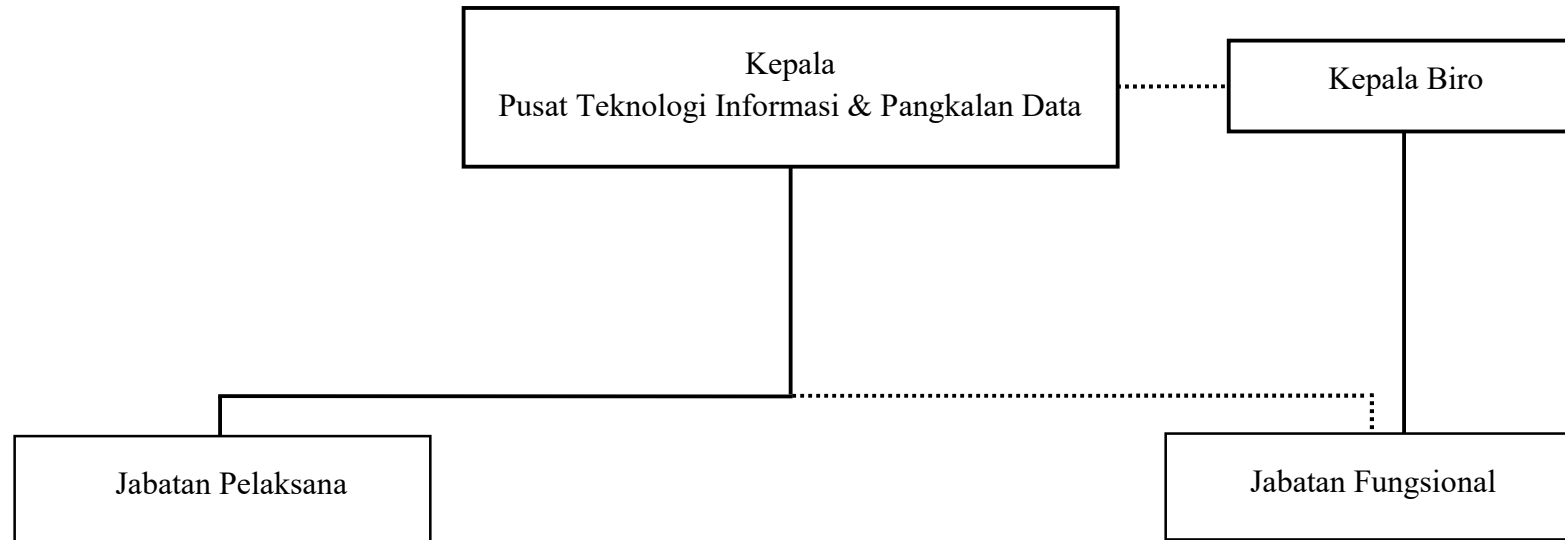 Kepala
Pusat Teknologi Informasi & Pangkalan Data
Kepala Biro
Jabatan Pelaksana
Jabatan Fungsional